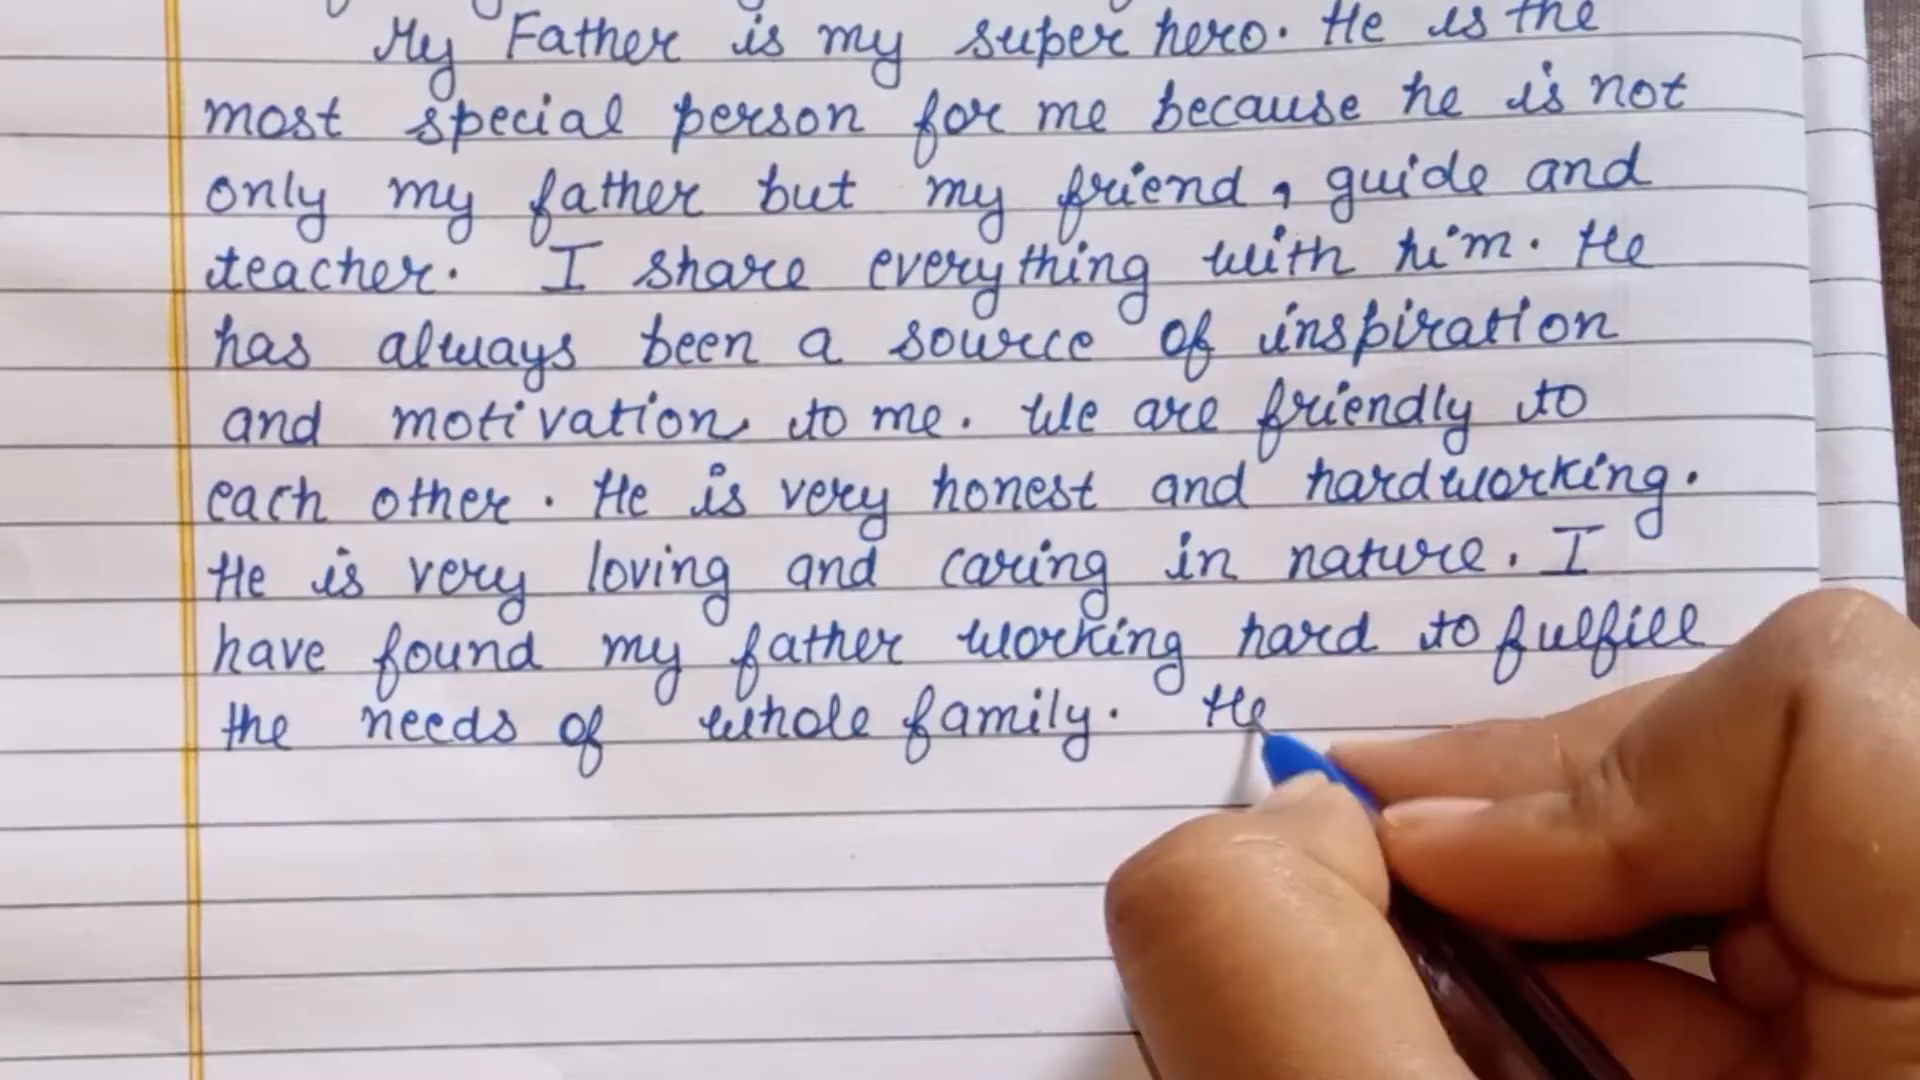 My Father is my super hero. He is the
most special person for me because he is not
only my father but my friend, guide and
teacher. I share everything with him. He
has always been a source of inspiration
and motivation to me. We are friendly to
each other. He is very honest and hardworking.
He is very loving and caring in nature. I
have found my father working hard to fulfill
the needs of whole family. He